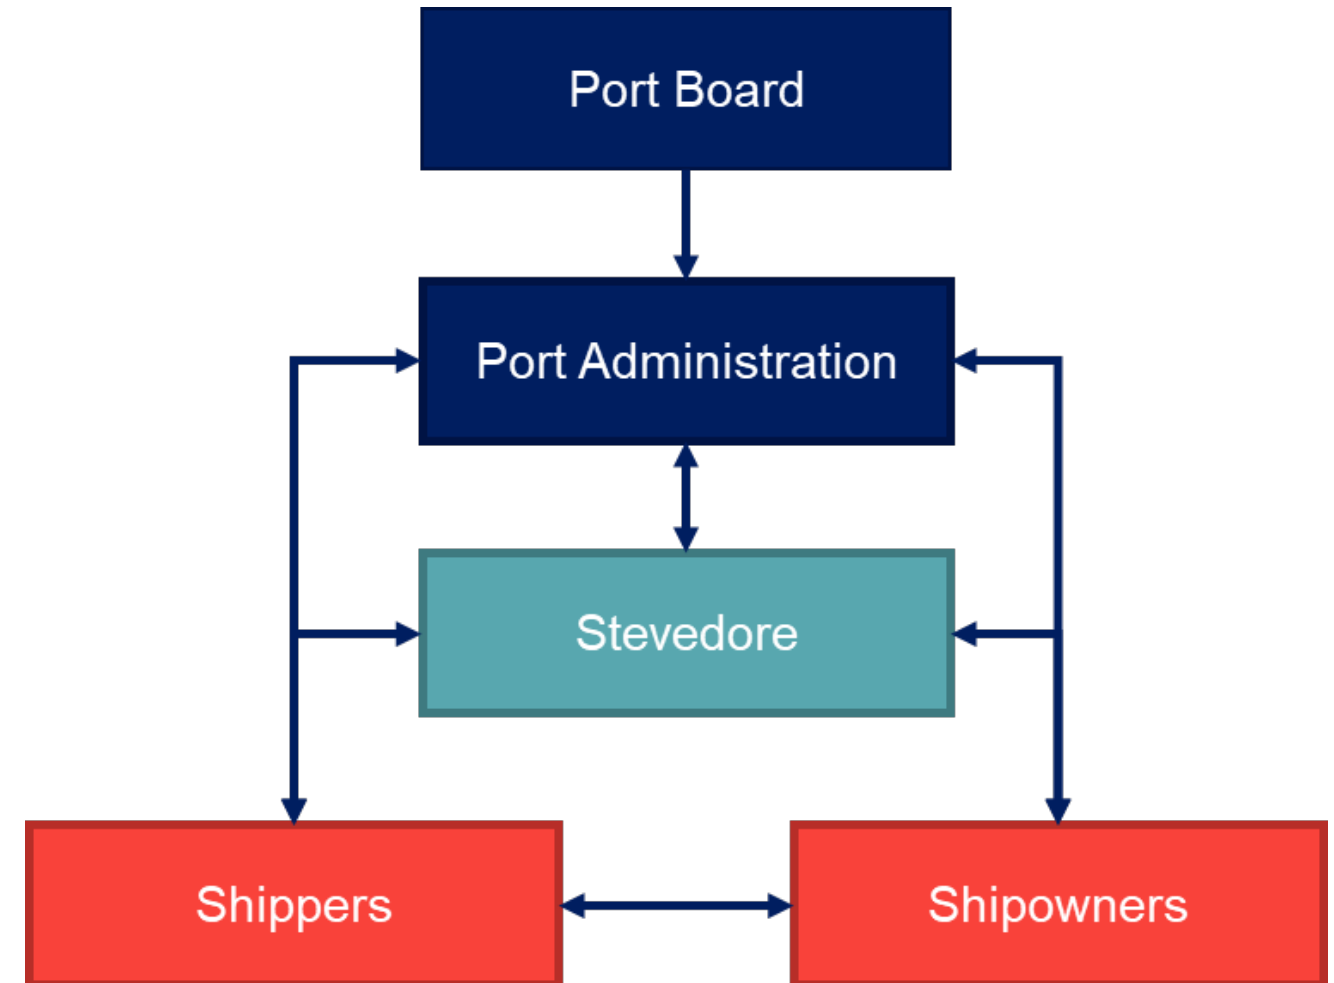 Port Board
Port Administration
Stevedore
Shippers
Shipowners